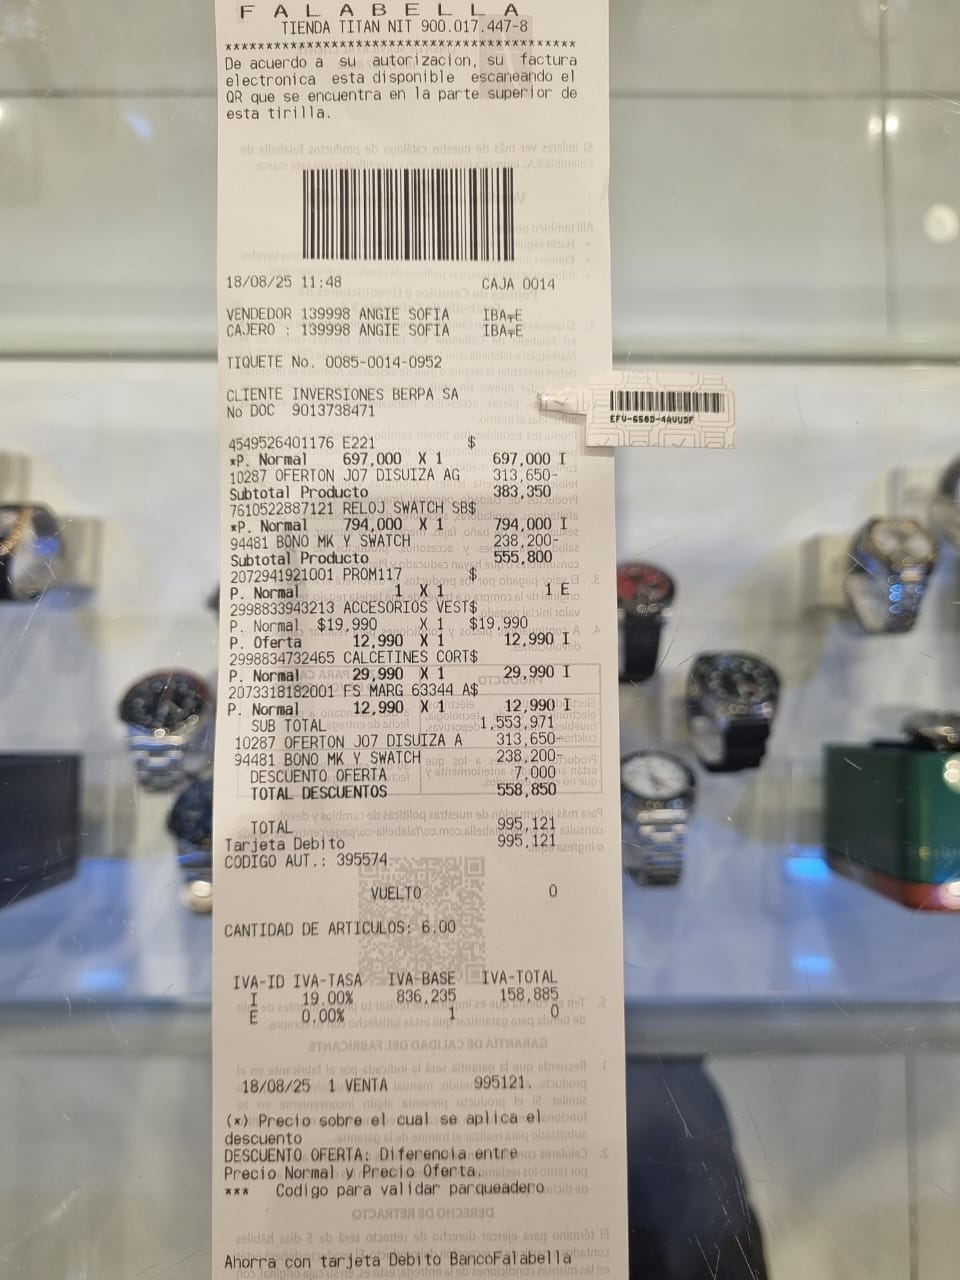 F A L A B E L L A
TIENDA TITAN NIT 900.017.447-8
******************************************
De acuerdo a su autorizacion, su factura
electronica esta disponible escaneando el
QR que se encuentra en la parte superior de
esta tirilla.
18/08/25 11:48 CAJA 0014
VENDEDOR 139998 ANGIE SOFIA
CAJERO : 139998 ANGIE SOFIA
TIQUETE No. 0085-0014-0952
CLIENTE INVERSIONES BERPA SA
No DOC 9013738471
4549526401176 E221 $
*P. Normal 697,000 X 1 697,000 I
10287 OFERTON J07 DISUIZA AG 313,650-
Subtotal Producto 383,350
7610522887121 RELOJ SWATCH SB$
*P. Normal 794,000 X 1 794,000 I
94481 BONO MK Y SWATCH 238,200-
Subtotal Producto 555,800
2072941921001 PROM117 $
P. Normal 1 X 1 1 E
2998833943213 ACCESORIOS VEST$
P. Normal $19,990 X 1 $19,990
P. Oferta 12,990 X 1 12,990 I
2998834732465 CALCETINES CORT$
P. Normal 29,990 X 1 29,990 I
2073318182001 FS MARG 63344 A$
P. Normal 12,990 X 1 12,990 I
SUB TOTAL 1,553,971
10287 OFERTON J07 DISUIZA A 313,650-
94481 BONO MK Y SWATCH 238,200-
DESCUENTO OFERTA 7,000
TOTAL DESCUENTOS 558,850
TOTAL 995,121
Tarjeta Debito 995,121
CODIGO AUT.: 395574
VUELTO 0
CANTIDAD DE ARTICULOS: 6.00
IVA-ID IVA-TASA IVA-BASE IVA-TOTAL
I 19.00% 836,235 158,885
E 0.00% 1 0
18/08/25 1 VENTA 995121.
(*) Precio sobre el cual se aplica el
descuento
DESCUENTO OFERTA: Diferencia entre
Precio Normal y Precio Oferta.
*** Codigo para validar parqueadero
Ahorra con tarjeta Debito BancoFalabella